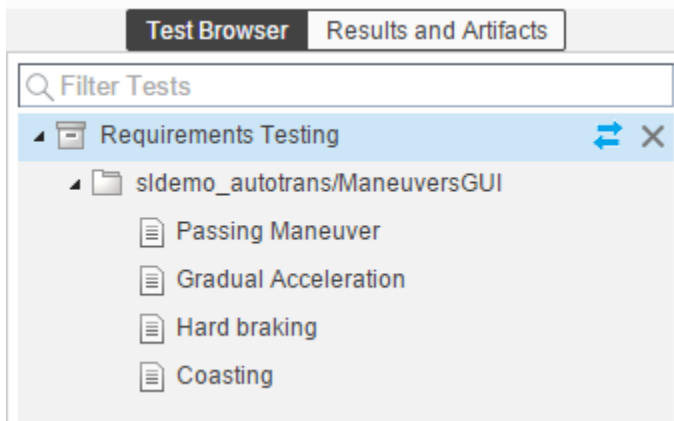 Test Browser Results and Artifacts
Filter Tests
Requirements Testing
sldemo_autotrans/ManeuversGUI
Passing Maneuver
Gradual Acceleration
Hard braking
Coasting